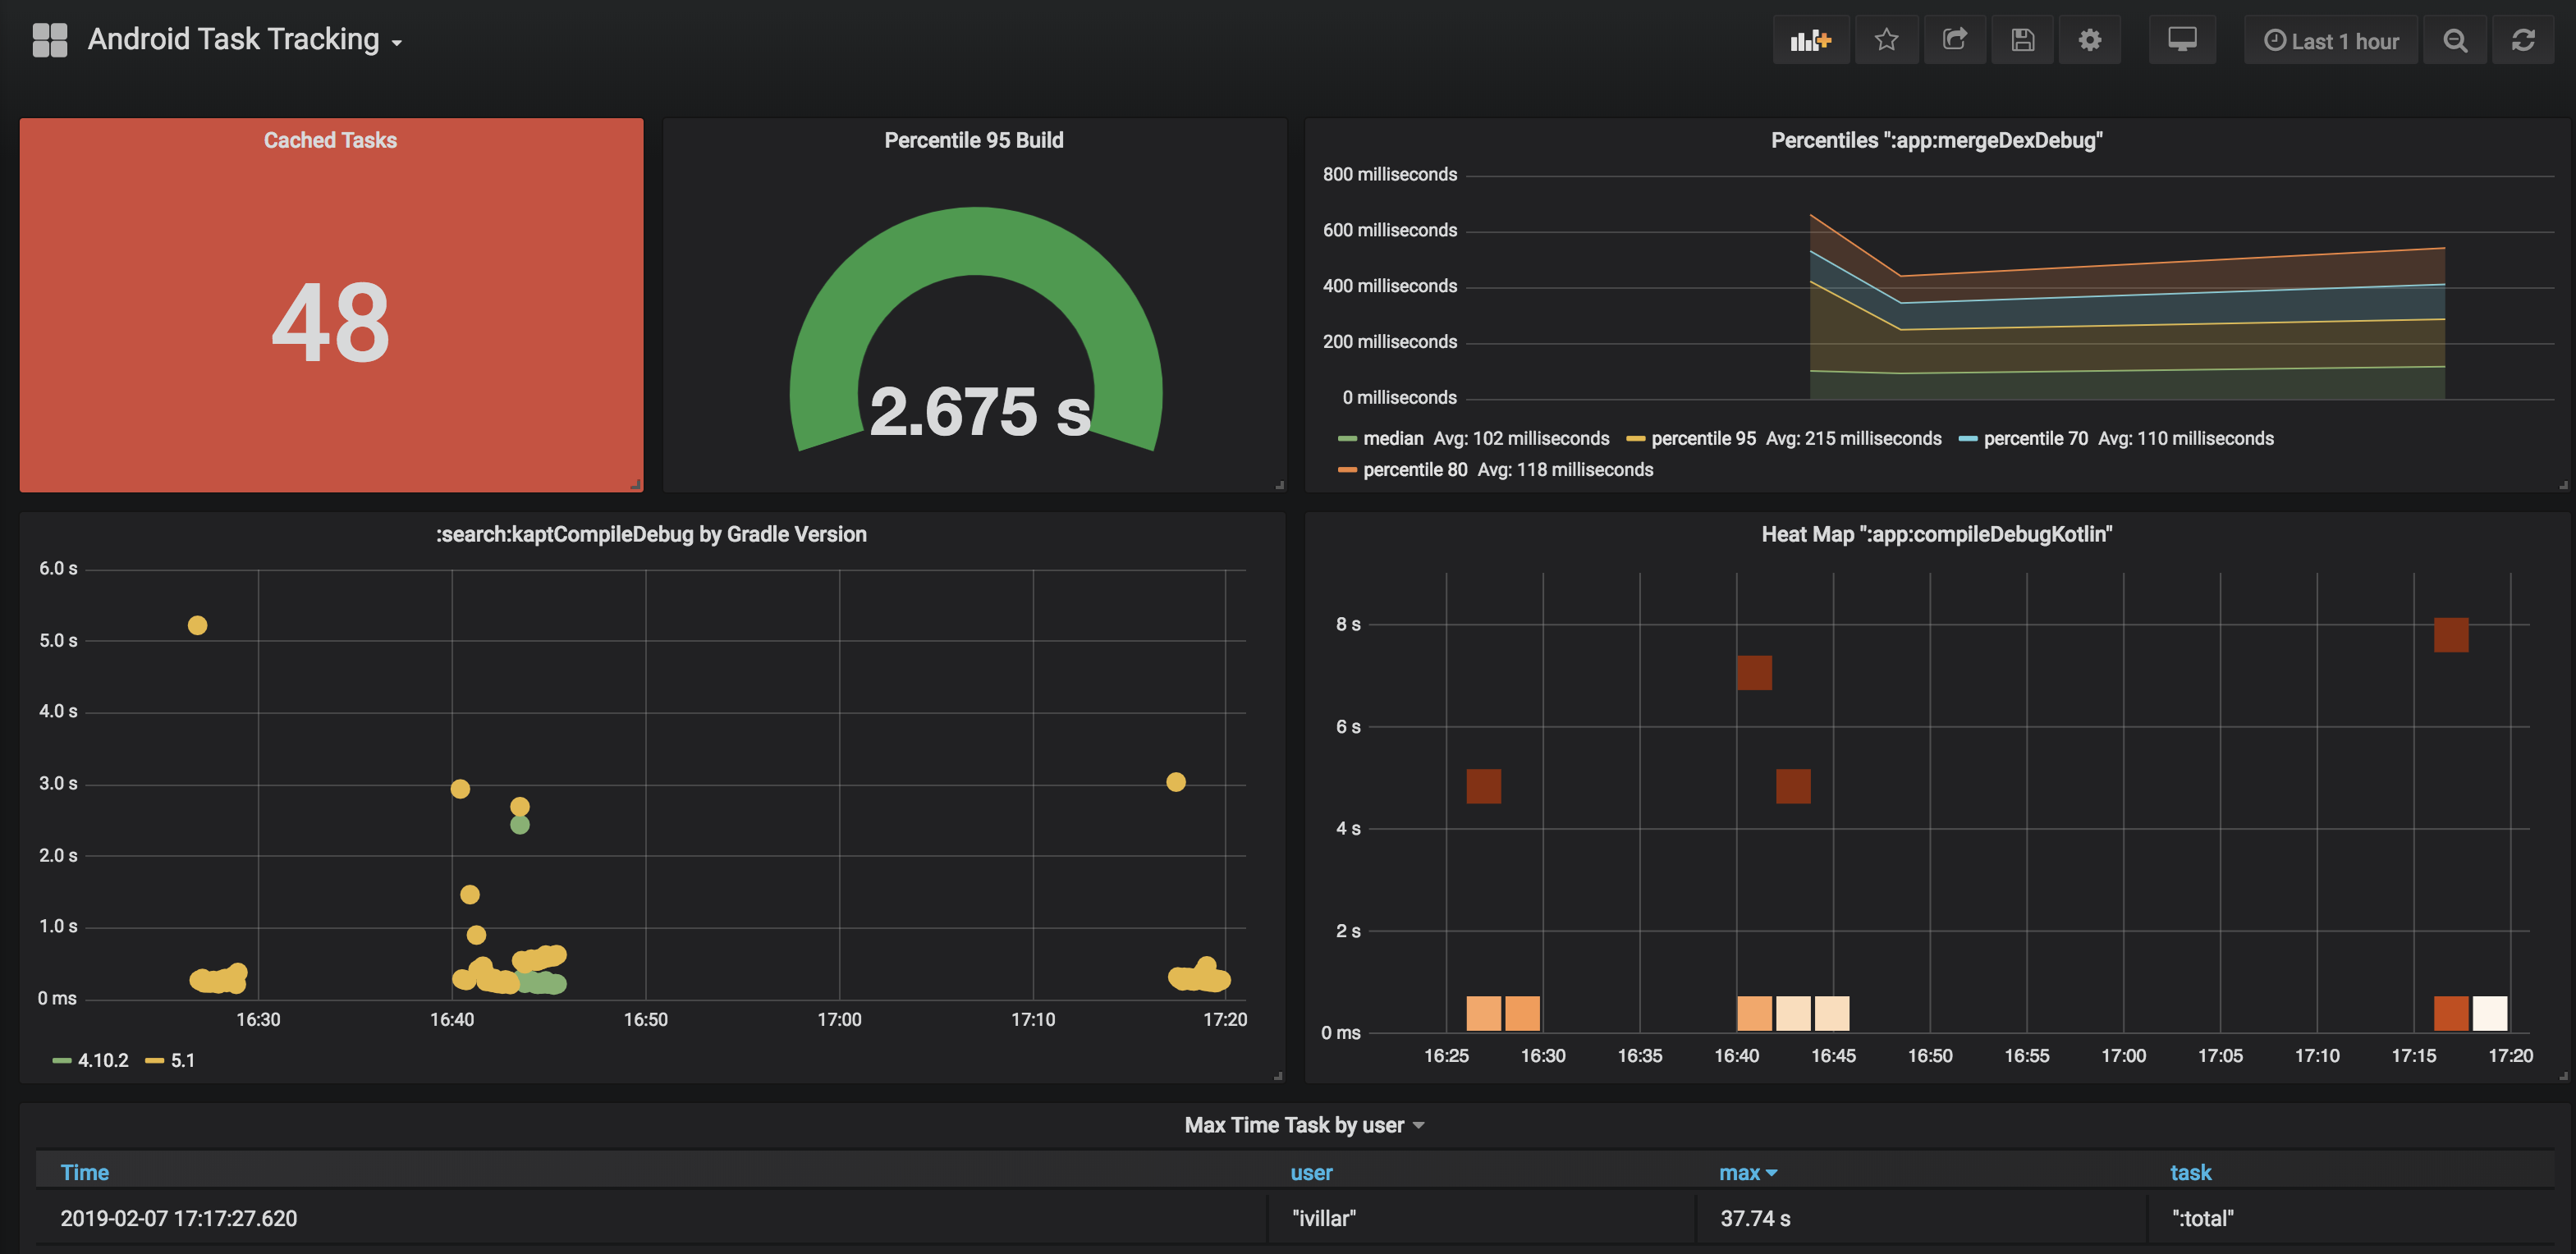 Android Task Tracking
Last 1 hour
Cached Tasks
48
Percentile 95 Build
2.675 s
Percentiles ":app:mergeDexDebug"
800 milliseconds
600 milliseconds
400 milliseconds
200 milliseconds
0 milliseconds
median Avg: 102 milliseconds percentile 95 Avg: 215 milliseconds percentile 70 Avg: 110 milliseconds
percentile 80 Avg: 118 milliseconds
:search:kaptCompileDebug by Gradle Version
6.0 s
5.0 s
4.0 s
3.0 s
2.0 s
1.0 s
0 ms
16:30 16:40 16:50 17:00 17:10 17:20
4.10.2 5.1
Heat Map ":app:compileDebugKotlin"
8 s
6 s
4 s
2 s
0 ms
16:25 16:30 16:35 16:40 16:45 16:50 16:55 17:00 17:05 17:10 17:15 17:20
Max Time Task by user
Time user max task
2019-02-07 17:17:27.620 "ivillar" 37.74 s ":total"